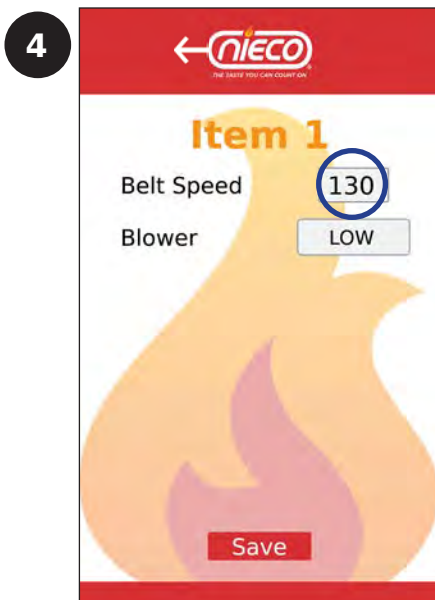 4
nieco
THE TASTE YOU CAN COUNT ON
Item 1
Belt Speed 130
Blower LOW
Save